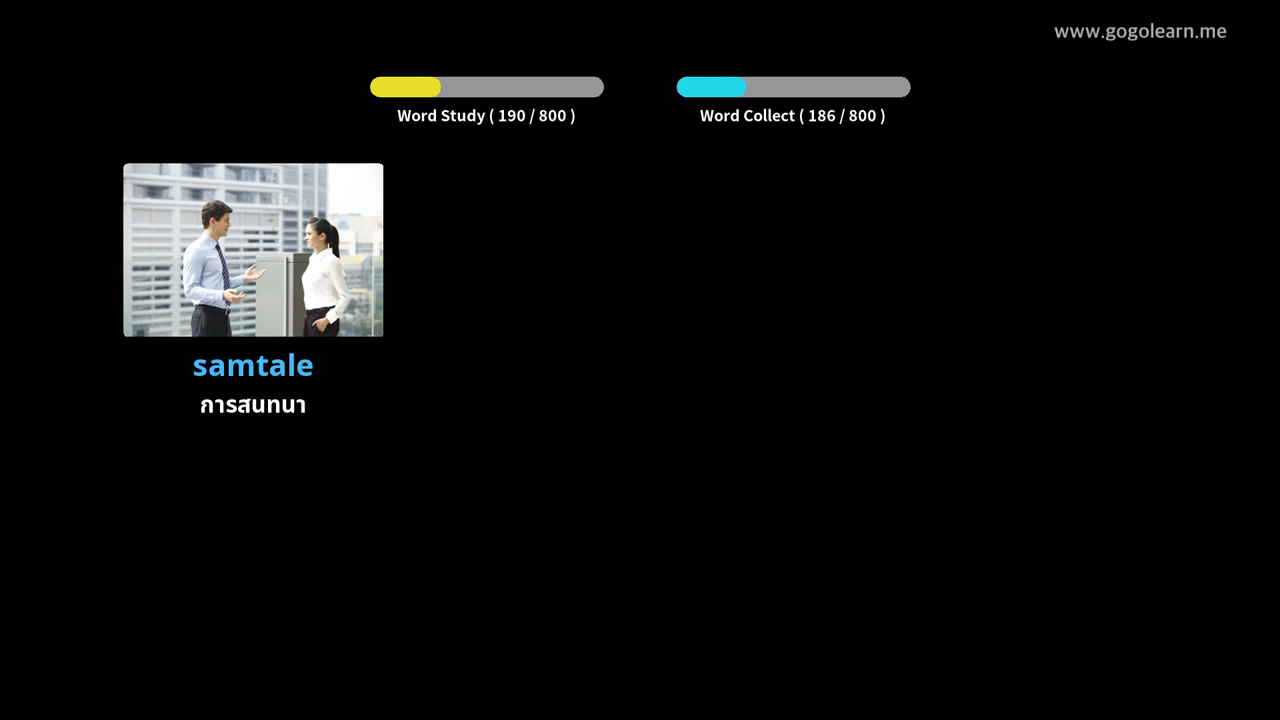 www.gogolearn.me
Word Study ( 190 / 800 )
Word Collect ( 186 / 800 )
samtale
การสนทนา